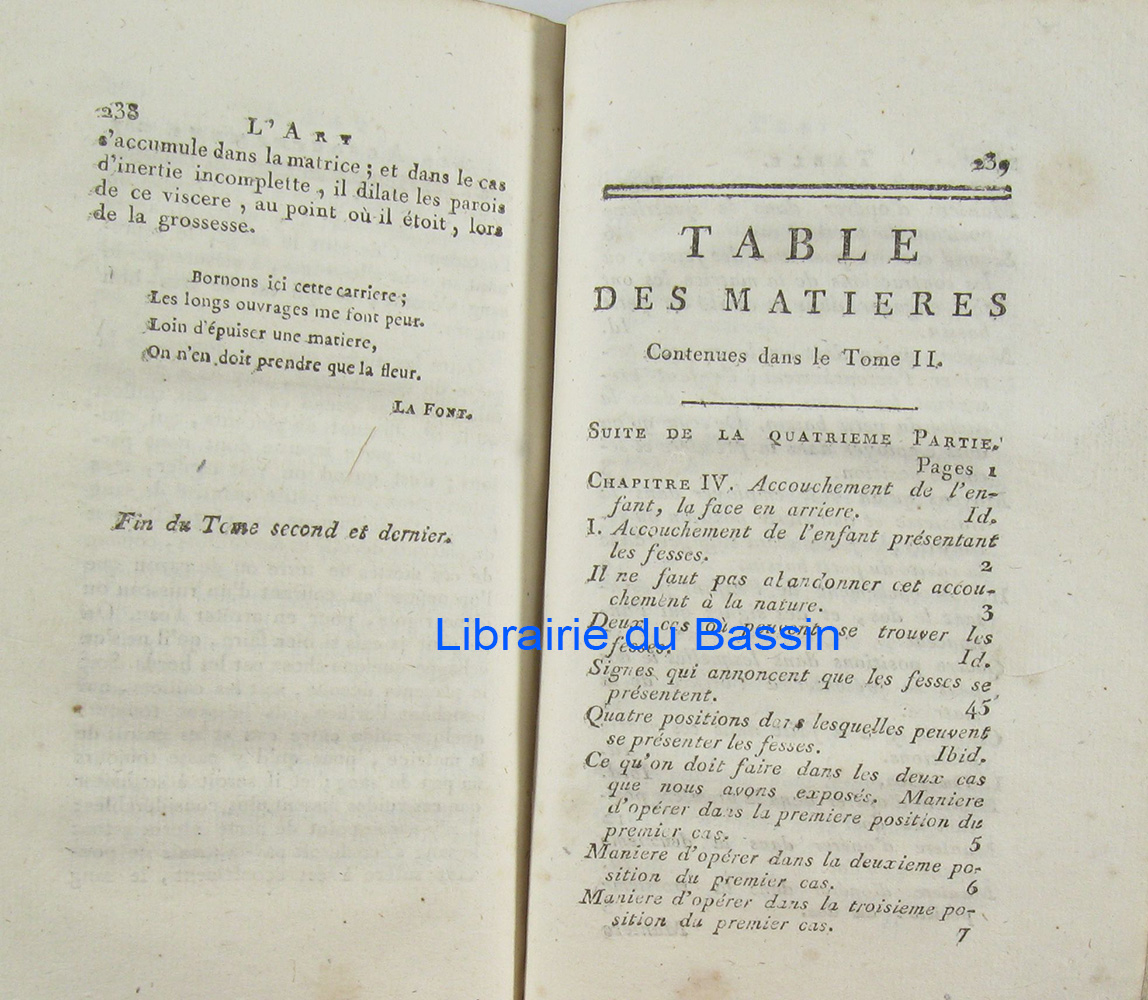 238
L'ART
s'accumule dans la matrice ; et dans le cas
d'inertie incomplette, il dilate les parois
de ce viscere, au point où il étoit, lors
de la grossesse.
Bornons ici cette carriere ;
Les longs ouvrages me font peur.
Loin d'épuiser une matiere,
On n'en doit prendre que la fleur.
LA FONT.
Fin du Tome second et dernier.
239
TABLE
DES MATIERES
Contenues dans le Tome II.
SUITE DE LA QUATRIEME PARTIE.
Pages 1
CHAPITRE IV. Accouchement de l'en-
fant, la face en arriere. Id.
I. Accouchement de l'enfant présentant
les fesses. 2
Il ne faut pas abandonner cet accou-
chement à la nature. 3
Deux cas où peuvent se trouver les
fesses. Id.
Signes qui annoncent que les fesses se
présentent. 45
Quatre positions dans lesquelles peuvent
se présenter les fesses. Ibid.
Ce qu'on doit faire dans les deux cas
que nous avons exposés. Maniere
d'opérer dans la premiere position du
premier cas. 5
Maniere d'opérer dans la deuxieme po-
sition du premier cas. 6
Maniere d'opérer dans la troisieme po-
sition du premier cas. 7
Librairie du Bassin